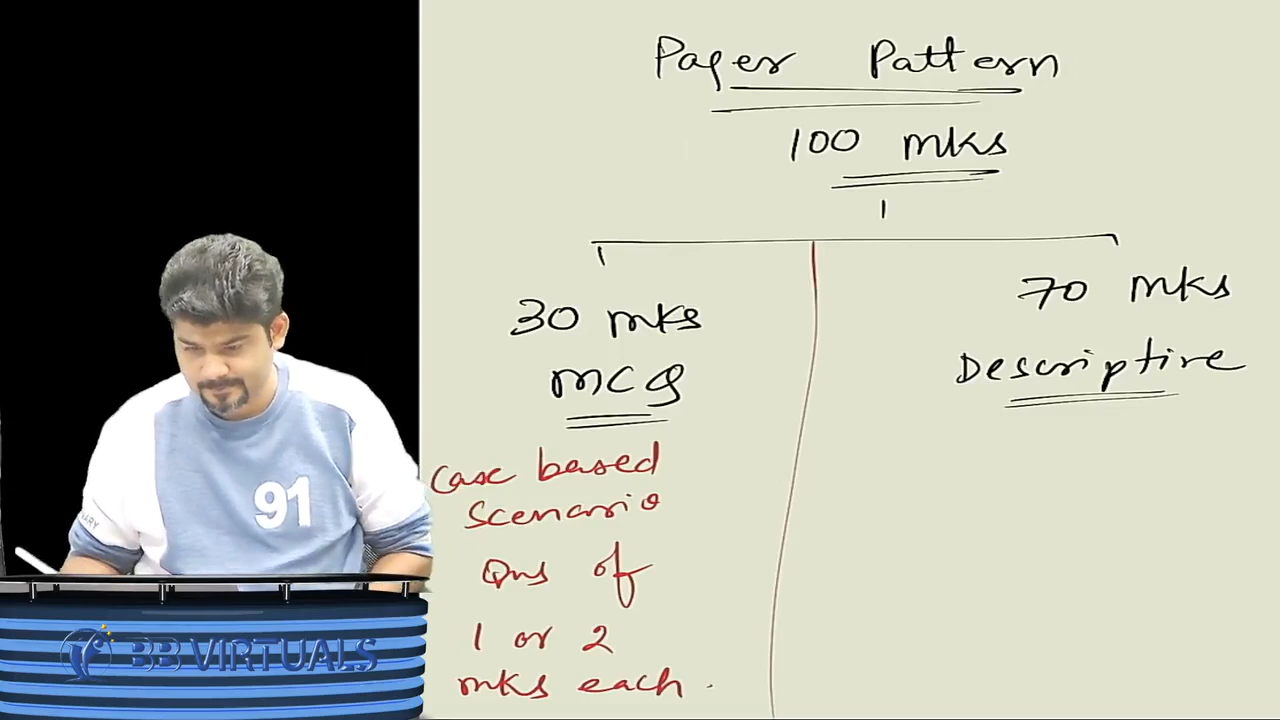 Paper Pattern
100 mks
30 mks
MCQ
Case based
Scenario
Qns of
1 or 2
mks each.
70 mks
Descriptive
91
ARY
BB VIRTUALS